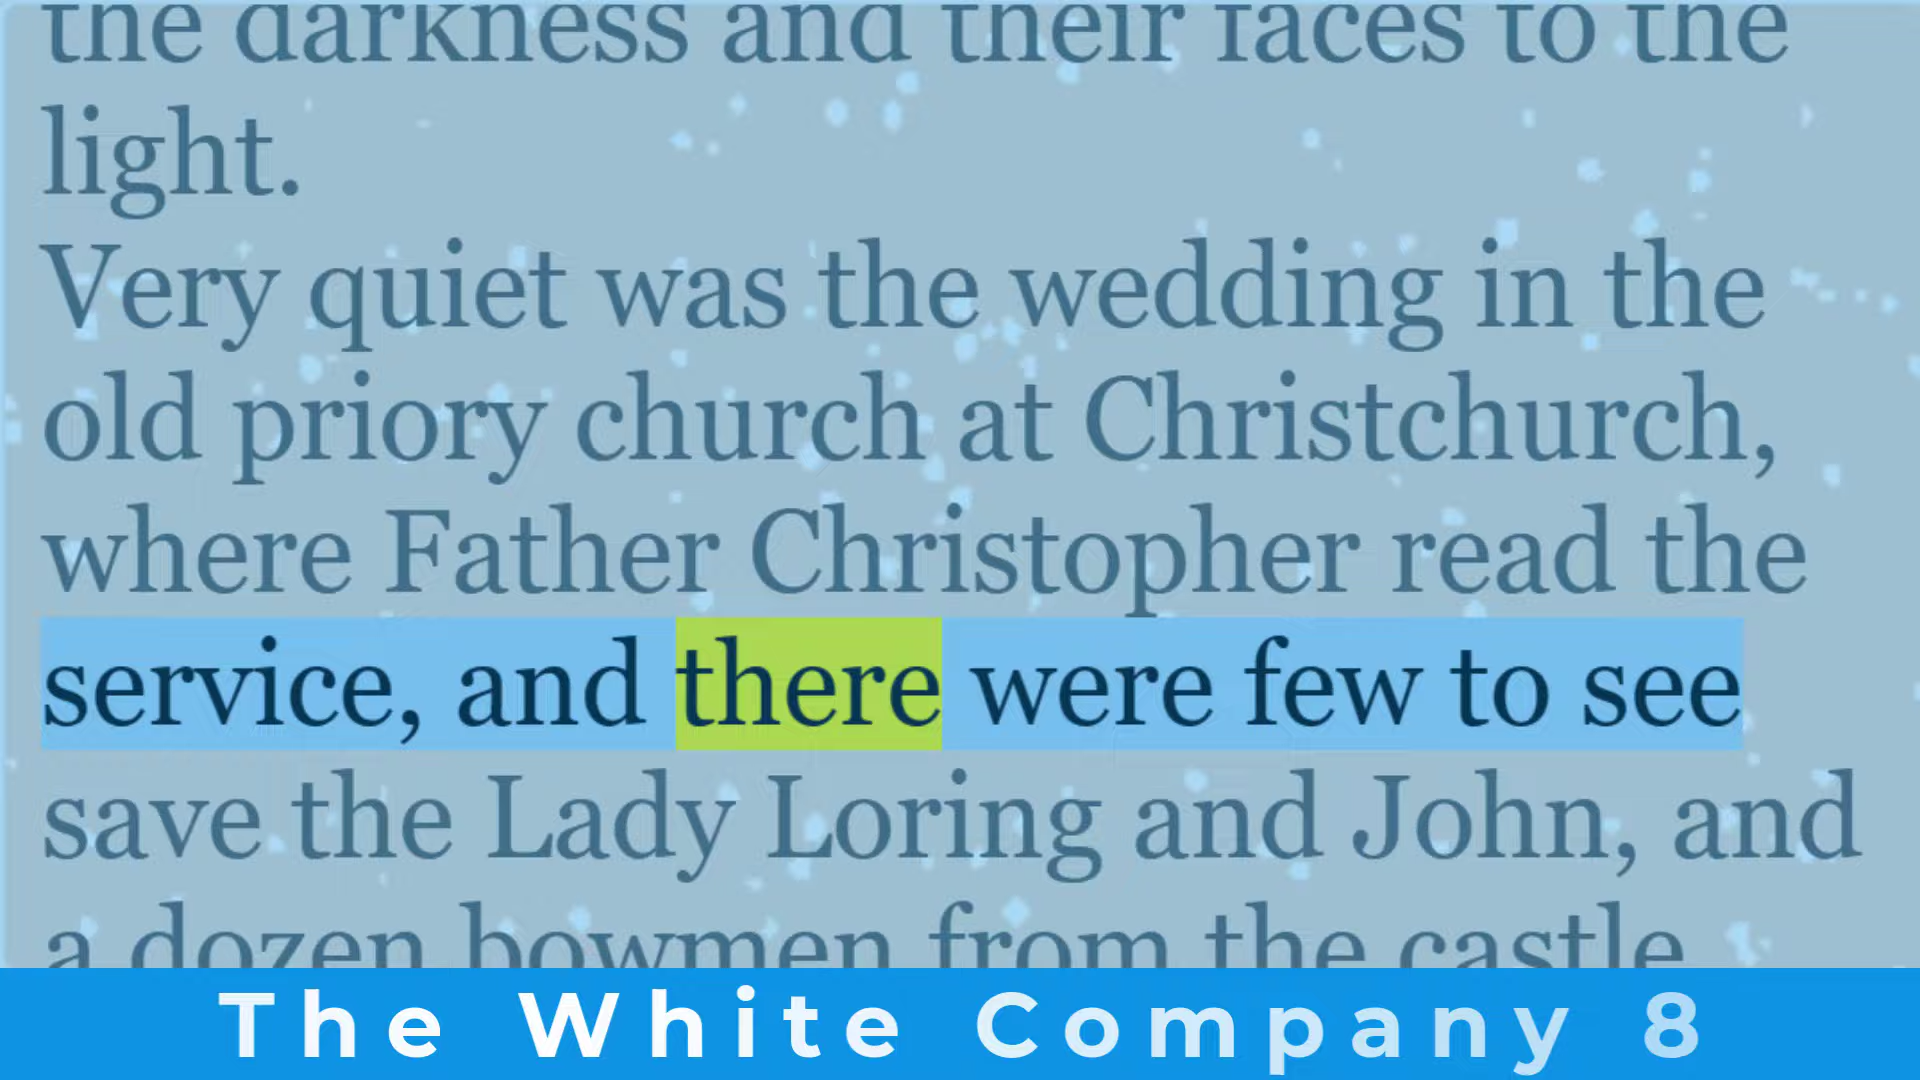 the darkness and their faces to the
light.
Very quiet was the wedding in the
old priory church at Christchurch,
where Father Christopher read the
service, and there were few to see
save the Lady Loring and John, and
a dozen bowmen from the castle
The White Company 8